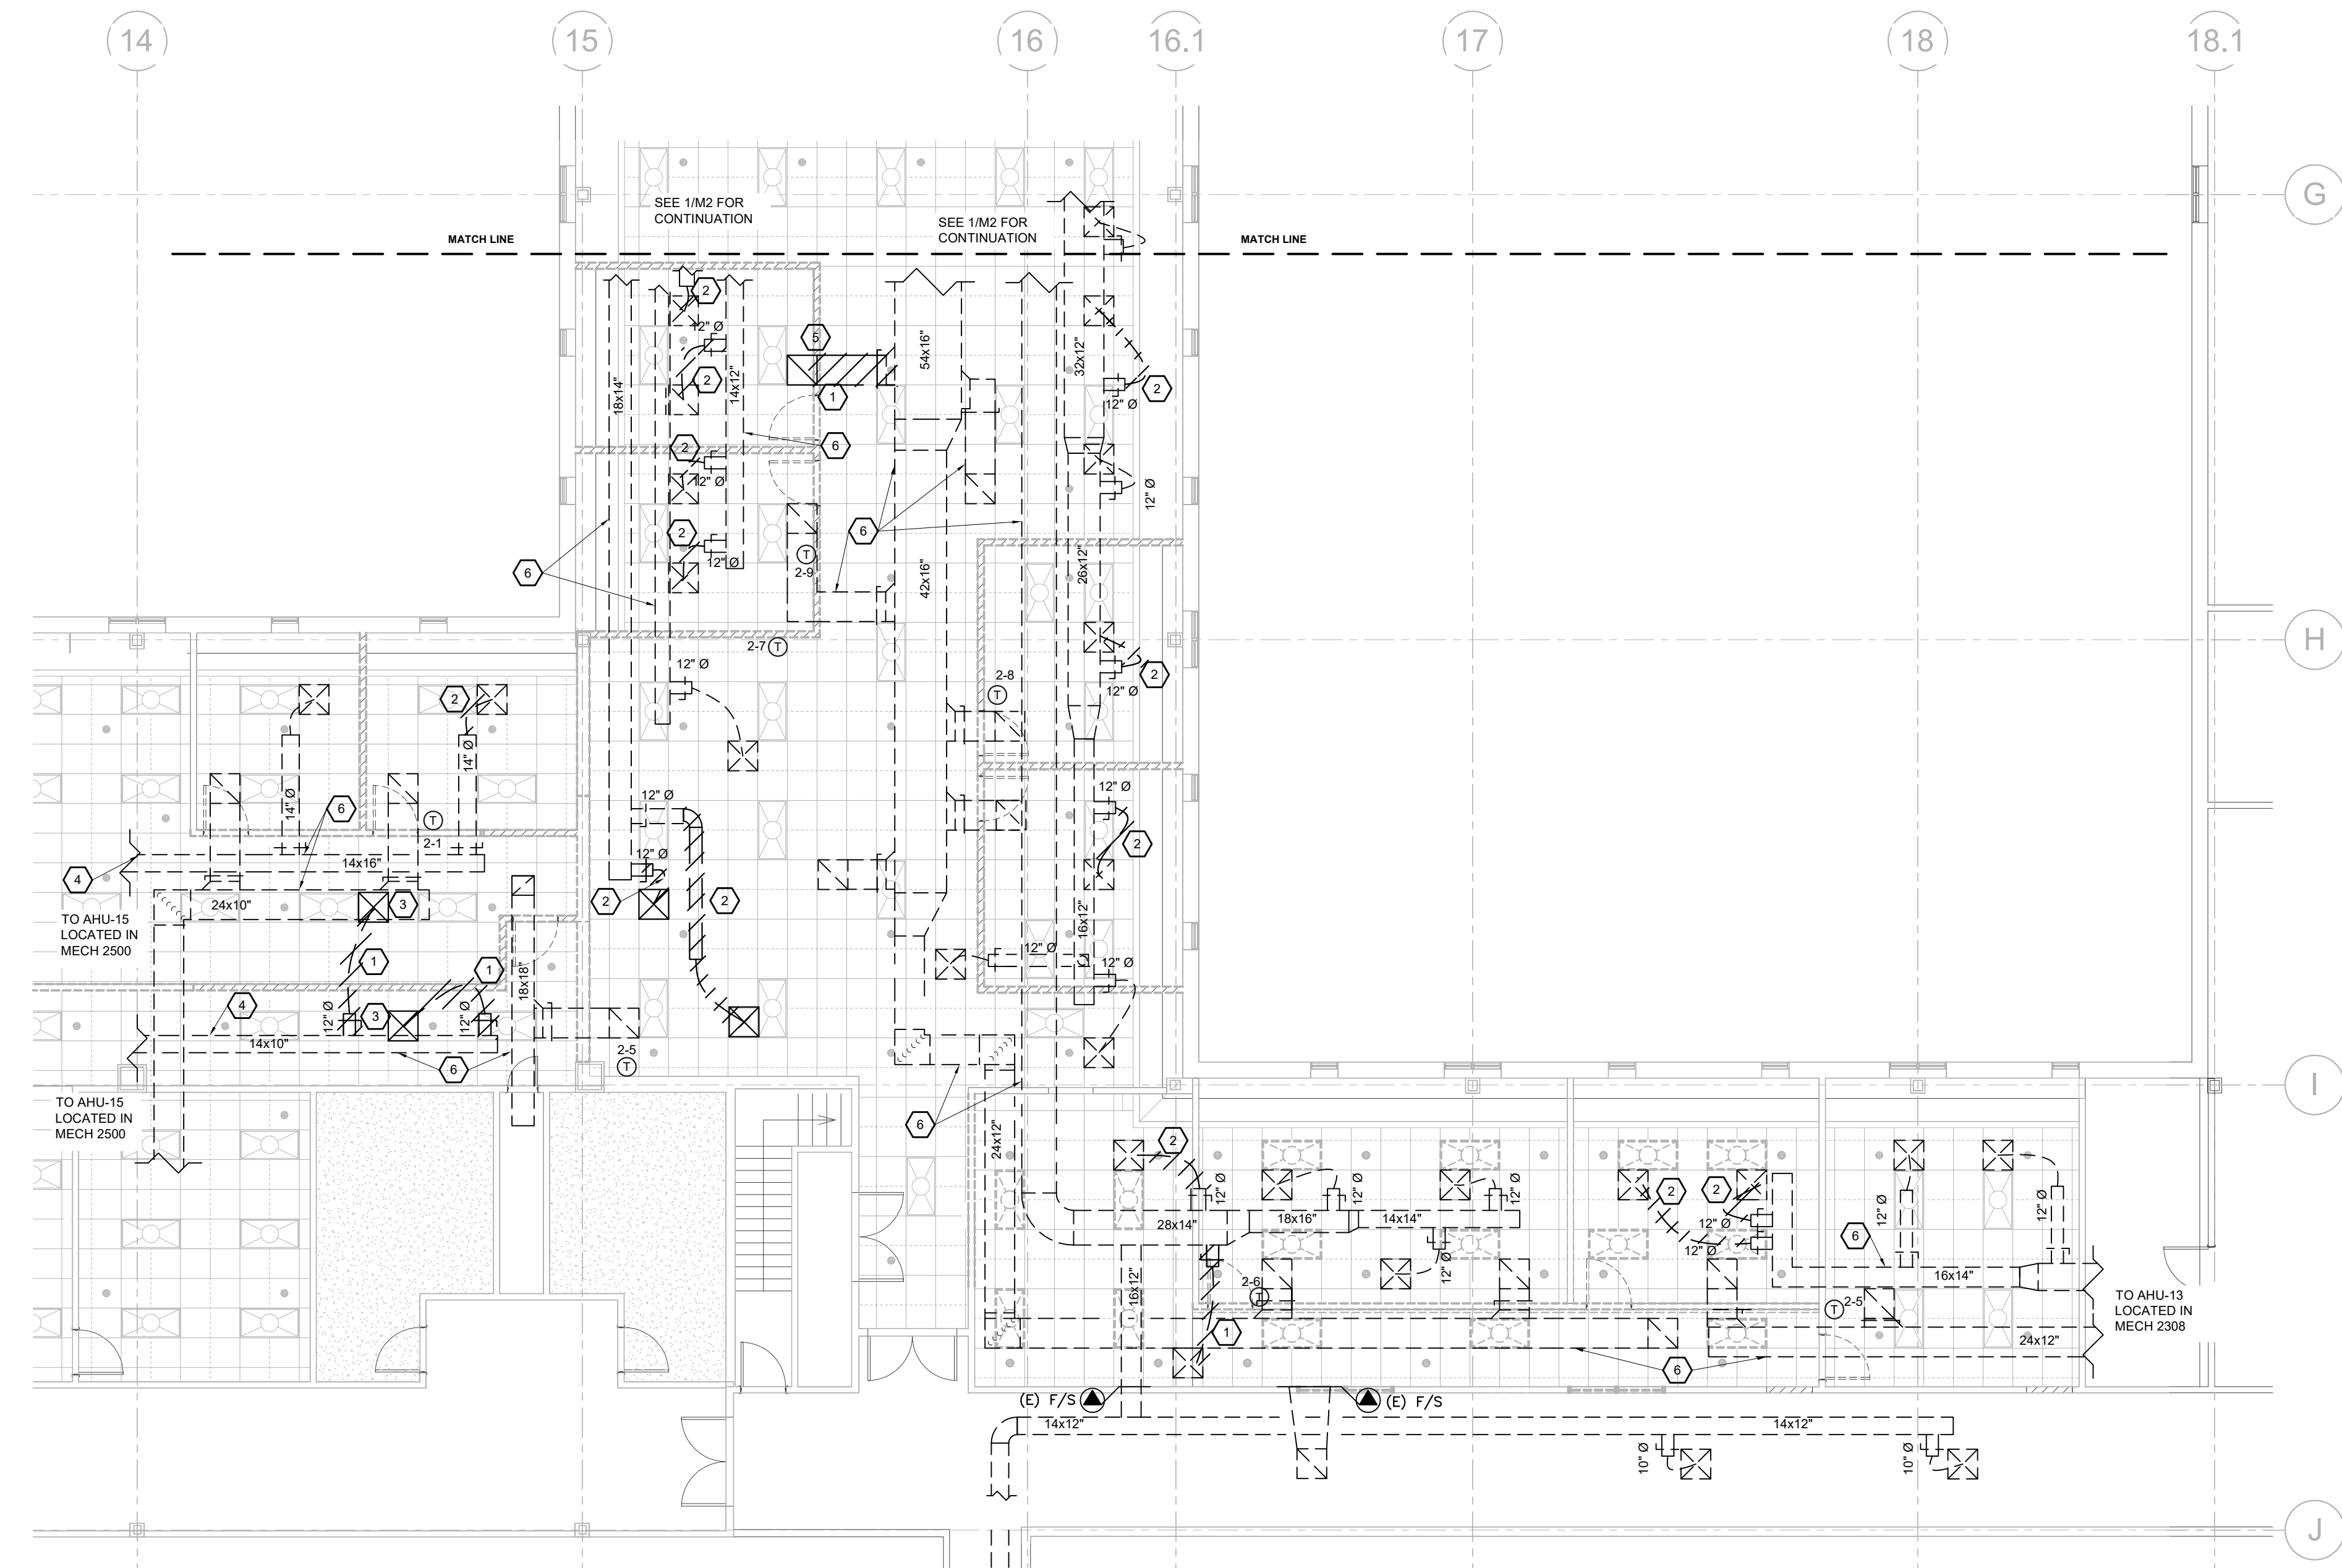 14
15
16
16.1
17
18
18.1
G
SEE 1/M2 FOR
CONTINUATION
SEE 1/M2 FOR
CONTINUATION
MATCH LINE
MATCH LINE
2
12" Ø
5
54x16"
32x12"
2
18x14"
14x12"
1
2
12" Ø
2
6
2
12" Ø
12" Ø
2
6
12" Ø
T
2-9
6
42x16"
26x12"
H
2-7
T
12" Ø
2-8
T
2
12" Ø
2
14" Ø
14" Ø
6
T
2-1
12" Ø
12" Ø
2
14x16"
12" Ø
4
24x10"
3
2
2
16x12"
TO AHU-15
LOCATED IN
MECH 2500
1
1
18x18"
12" Ø
12" Ø
4
12" Ø
3
12" Ø
14x10"
2-5
T
6
I
TO AHU-15
LOCATED IN
MECH 2500
6
24x12"
2
12" Ø
12" Ø
12" Ø
2
2
12" Ø
12" Ø
28x14"
18x16"
14x14"
12" Ø
12" Ø
6
12" Ø
16x12"
2-6
T
16x14"
T
2-5
TO AHU-13
LOCATED IN
MECH 2308
1
24x12"
6
(E) F/S
(E) F/S
14x12"
14x12"
10" Ø
10" Ø
J